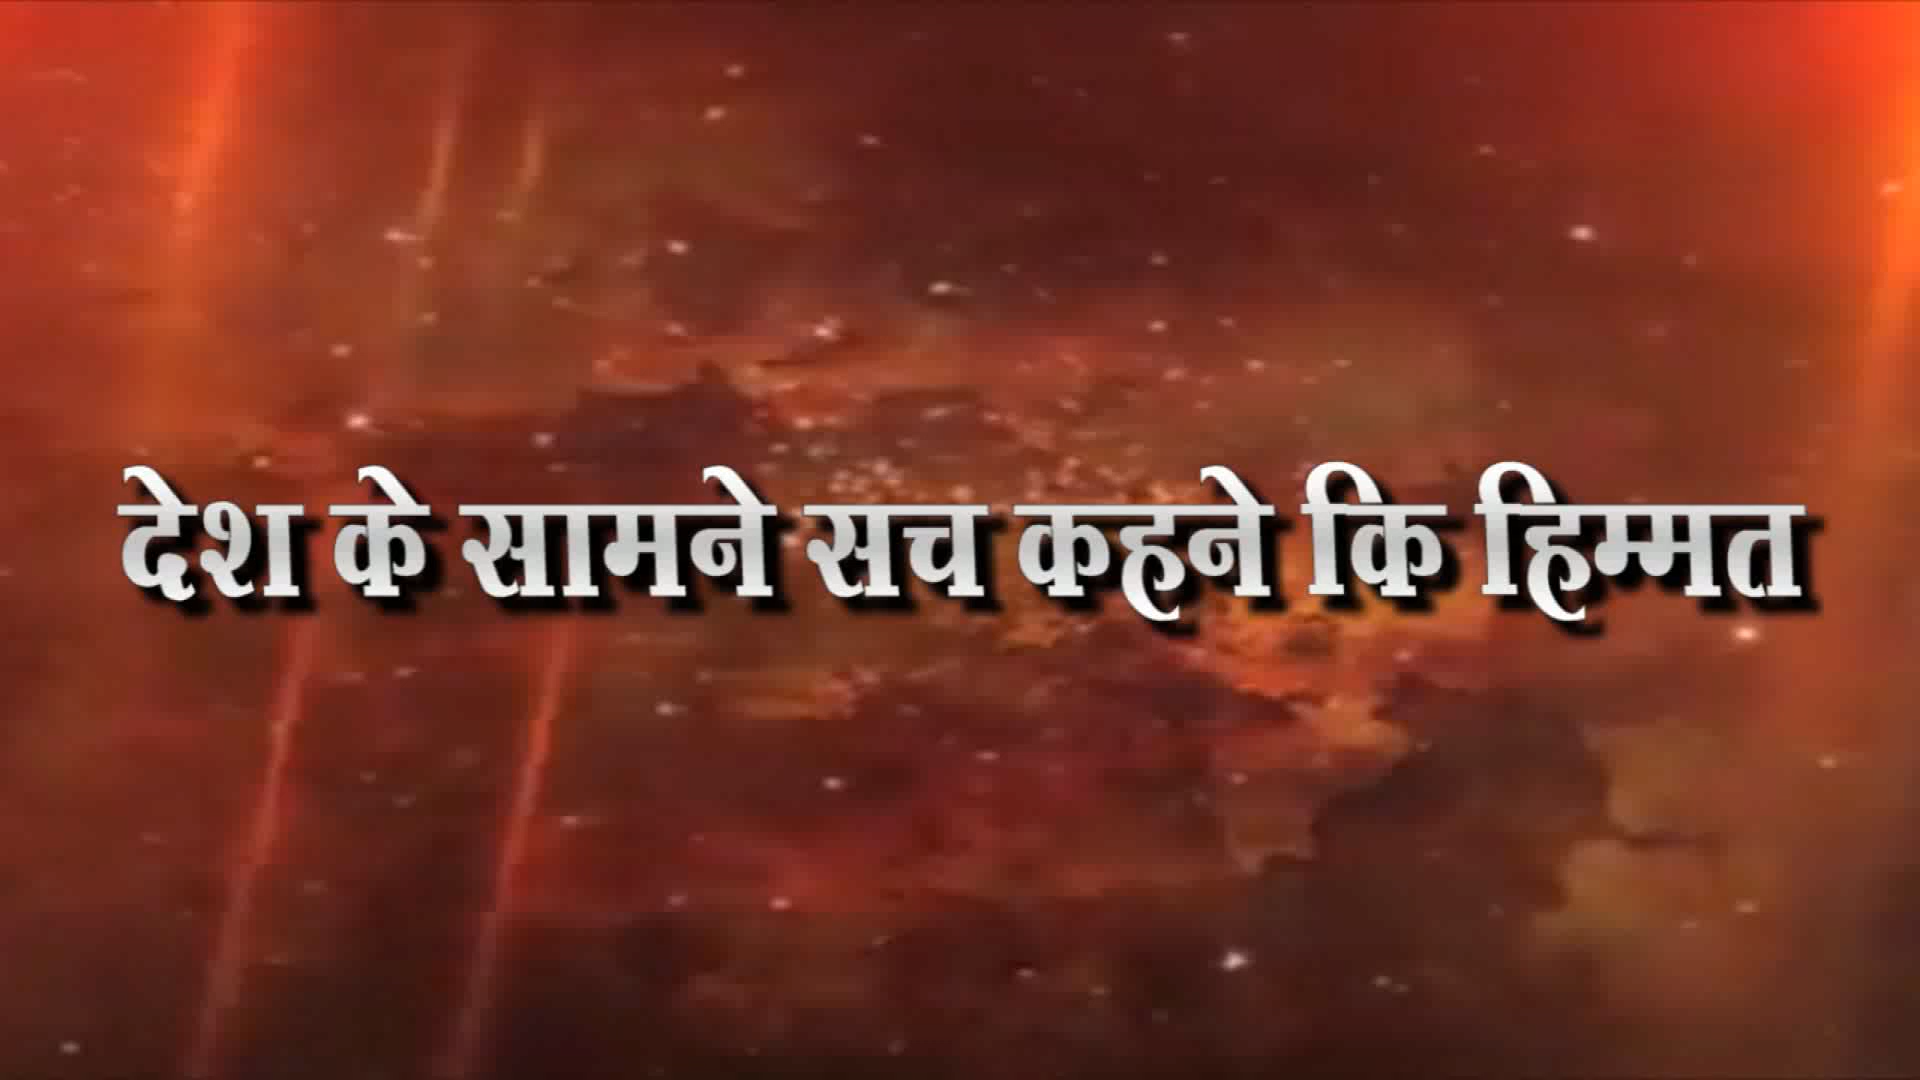 देश के सामने सच कहने कि हिम्मत